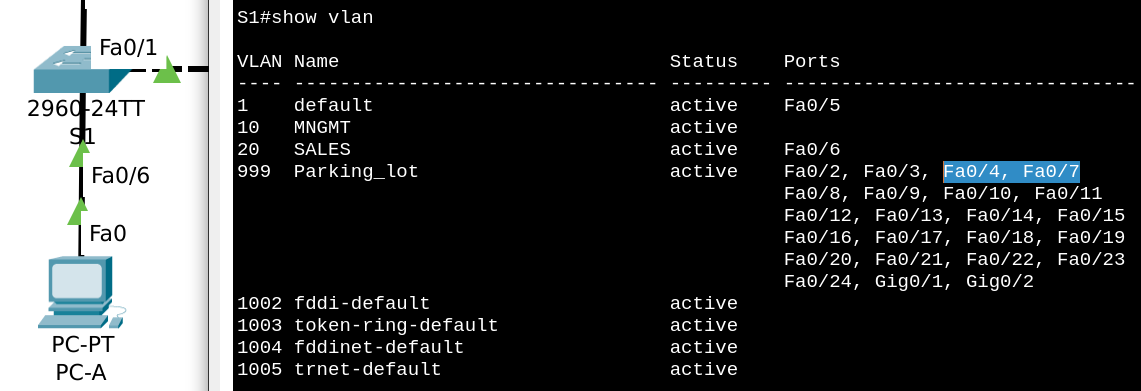 Fa0/1
2960-24TT
S1
Fa0/6
Fa0
PC-PT
PC-A
S1#show vlan
VLAN Name Status Ports
---- -------------------------------- --------- -------------------------------
1 default active Fa0/5
10 MNGMT active
20 SALES active Fa0/6
999 Parking_lot active Fa0/2, Fa0/3, Fa0/4, Fa0/7
Fa0/8, Fa0/9, Fa0/10, Fa0/11
Fa0/12, Fa0/13, Fa0/14, Fa0/15
Fa0/16, Fa0/17, Fa0/18, Fa0/19
Fa0/20, Fa0/21, Fa0/22, Fa0/23
Fa0/24, Gig0/1, Gig0/2
1002 fddi-default active
1003 token-ring-default active
1004 fddinet-default active
1005 trnet-default active